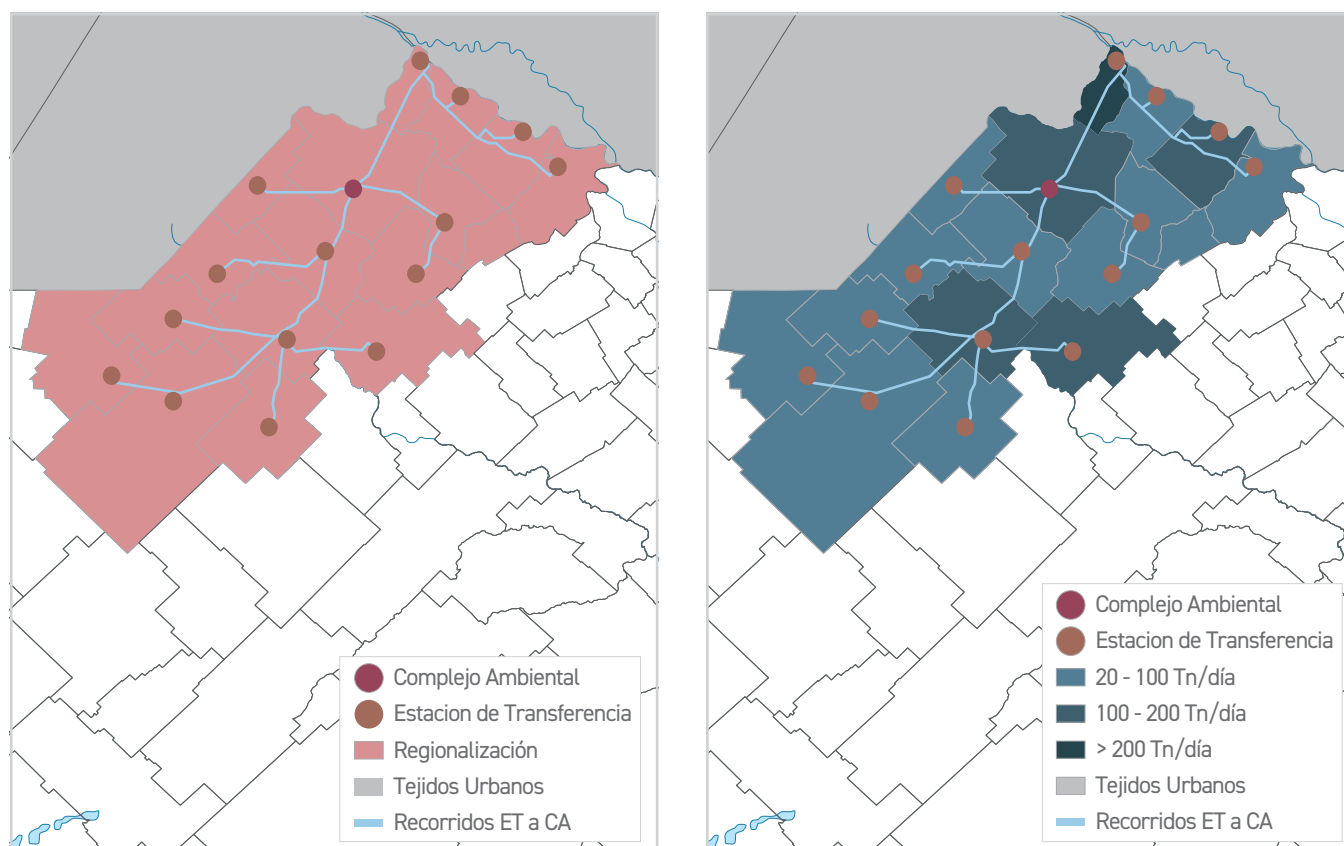 Complejo Ambiental
Estacion de Transferencia
Regionalización
Tejidos Urbanos
Recorridos ET a CA
Complejo Ambiental
Estacion de Transferencia
20 - 100 Tn/día
100 - 200 Tn/día
> 200 Tn/día
Tejidos Urbanos
Recorridos ET a CA